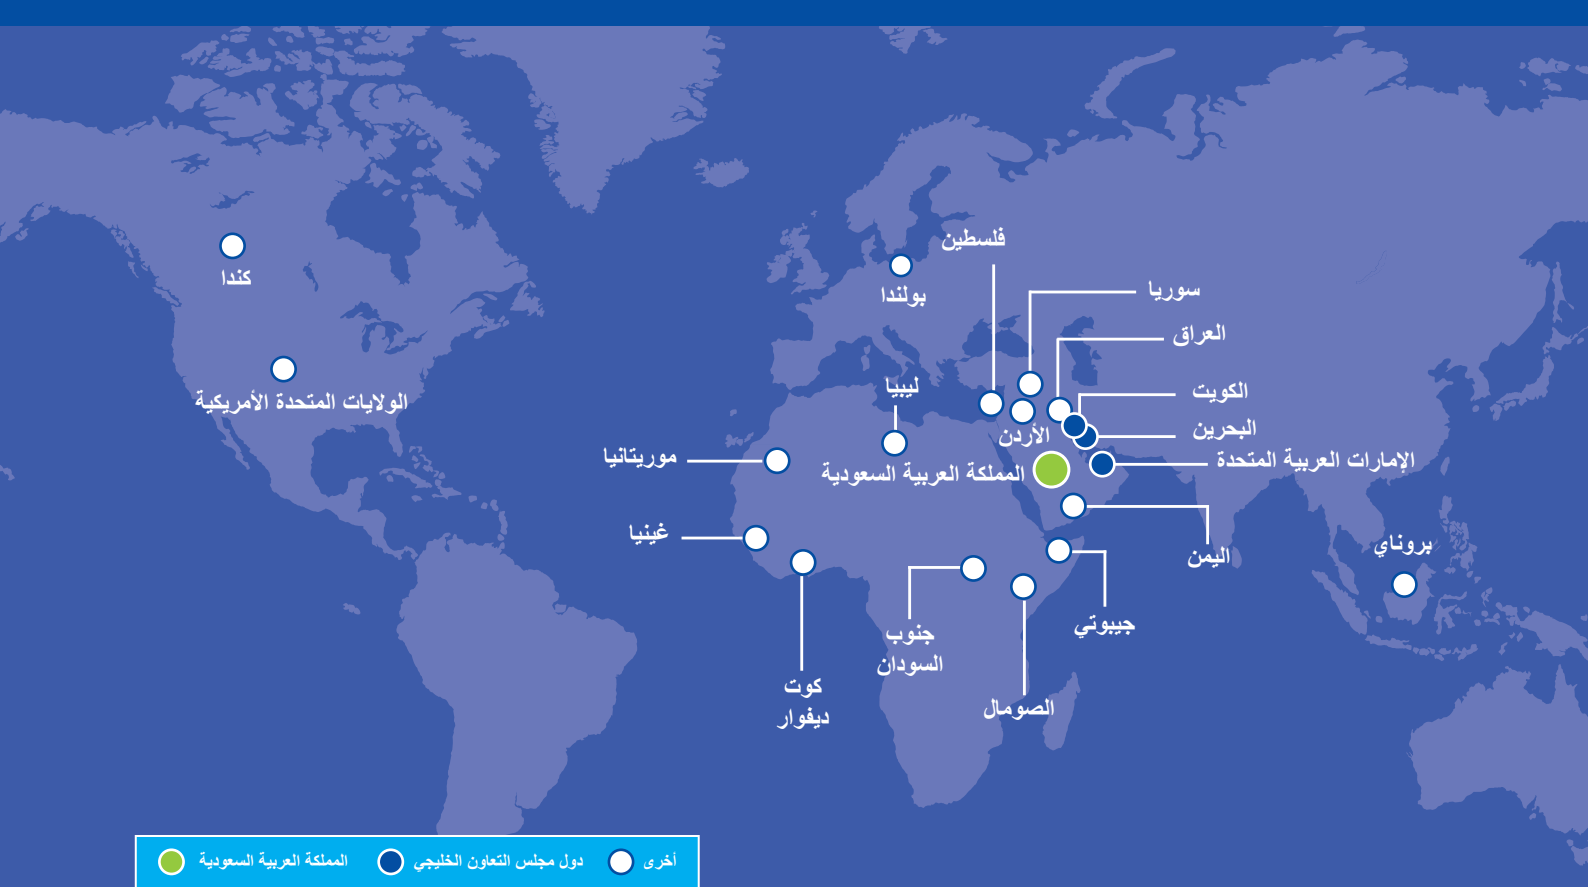 فلسطين
كندا
بولندا
سوريا
العراق
الكويت
البحرين
الإمارات العربية المتحدة
الولايات المتحدة الأمريكية
ليبيا
الأردن
المملكة العربية السعودية
موريتانيا
غينيا
اليمن
بروناي
جيبوتي
جنوب
السودان
كوت
ديفوار
الصومال
أخرى
دول مجلس التعاون الخليجي
المملكة العربية السعودية